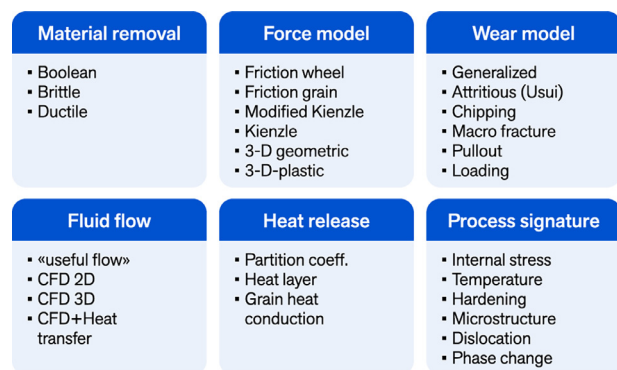 Material removal
▪ Boolean
▪ Brittle
▪ Ductile
Force model
▪ Friction wheel
▪ Friction grain
▪ Modified Kienzle
▪ Kienzle
▪ 3-D geometric
▪ 3-D-plastic
Wear model
▪ Generalized
▪ Attritious (Usui)
▪ Chipping
▪ Macro fracture
▪ Pullout
▪ Loading
Fluid flow
▪ «useful flow»
▪ CFD 2D
▪ CFD 3D
▪ CFD+Heat
transfer
Heat release
▪ Partition coeff.
▪ Heat layer
▪ Grain heat
conduction
Process signature
▪ Internal stress
▪ Temperature
▪ Hardening
▪ Microstructure
▪ Dislocation
▪ Phase change